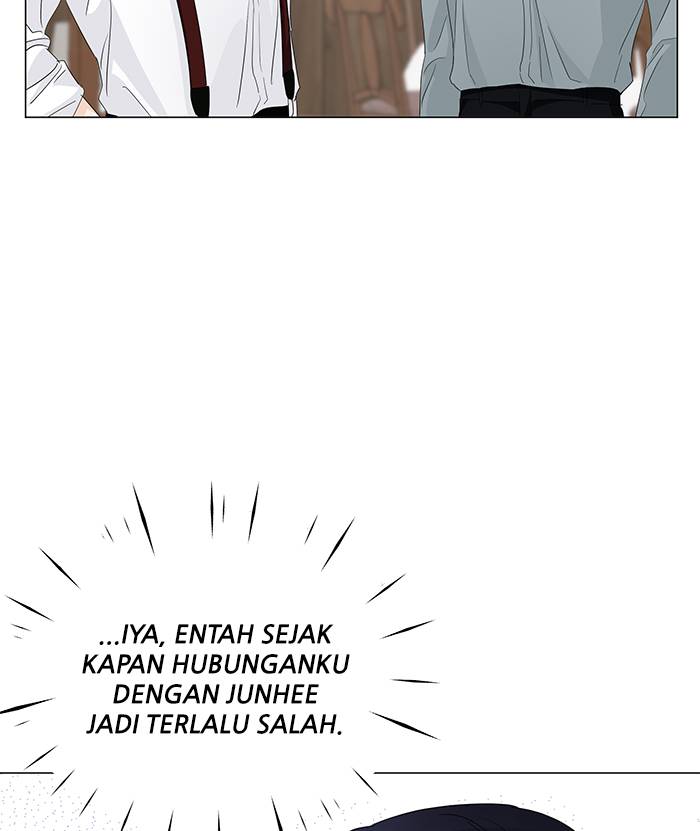 ...IYA, ENTAH SEJAK
KAPAN HUBUNGANKU
DENGAN JUNHEE
JADI TERLALU SALAH.